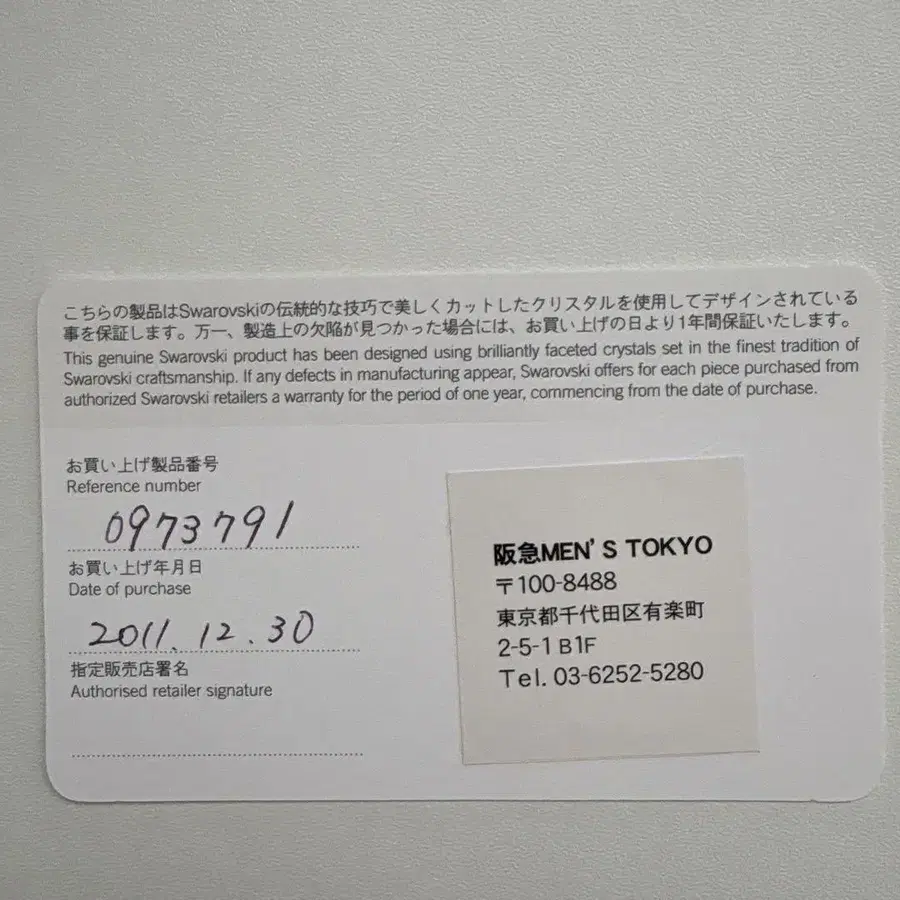 こちらの製品はSwarovskiの伝統的な技巧で美しくカットしたクリスタルを使用してデザインされている
事を保証します。万一、製造上の欠陥が見つかった場合には、お買い上げの日より1年間保証いたします。
This genuine Swarovski product has been designed using brilliantly faceted crystals set in the finest tradition of
Swarovski craftsmanship. If any defects in manufacturing appear, Swarovski offers for each piece purchased from
authorized Swarovski retailers a warranty for the period of one year, commencing from the date of purchase.
お買い上げ製品番号
Reference number
0973791
お買い上げ年月日
Date of purchase
2011.12.30
指定販売店署名
Authorised retailer signature
阪急MEN'S TOKYO
〒100-8488
東京都千代田区有楽町
2-5-1 B1F
Tel. 03-6252-5280